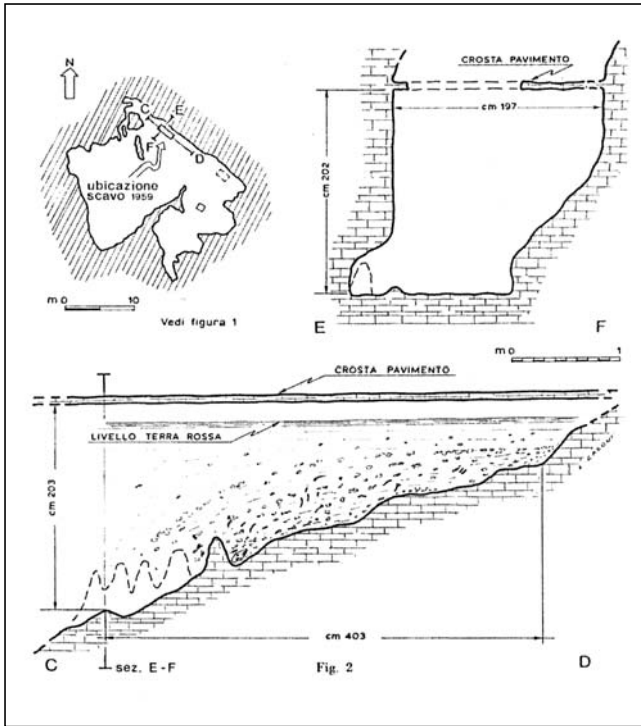 N
C
E
F
D
ubicazione
scavo 1959
m 0 10
Vedi figura 1
CROSTA PAVIMENTO
cm 197
cm 202
E
F
m 0 1
CROSTA PAVIMENTO
LIVELLO TERRA ROSSA
cm 203
cm 403
C
sez. E-F
Fig. 2
D